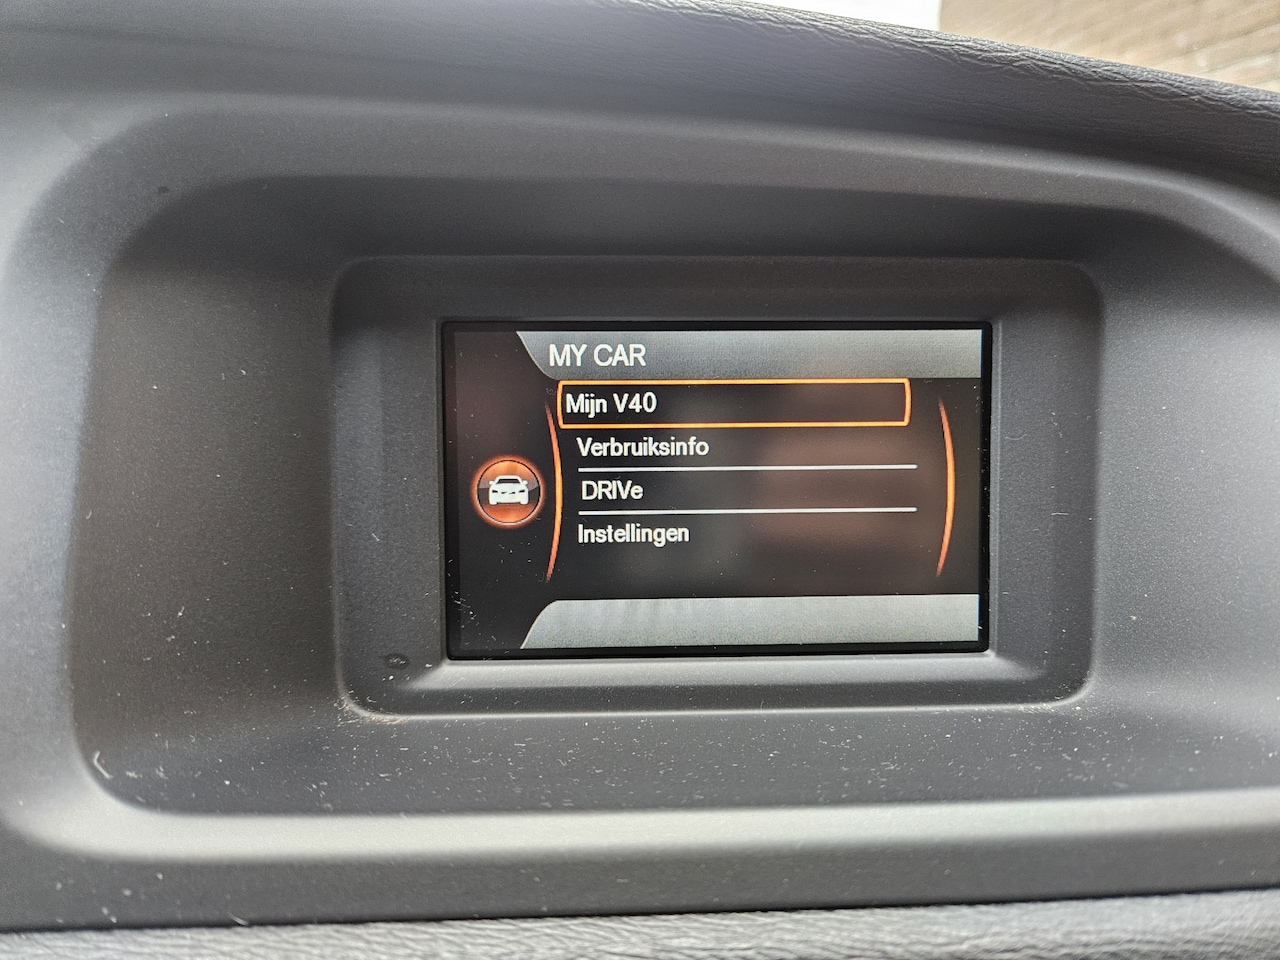 MY CAR
Mijn V40
Verbruiksinfo
DRIVe
Instellingen